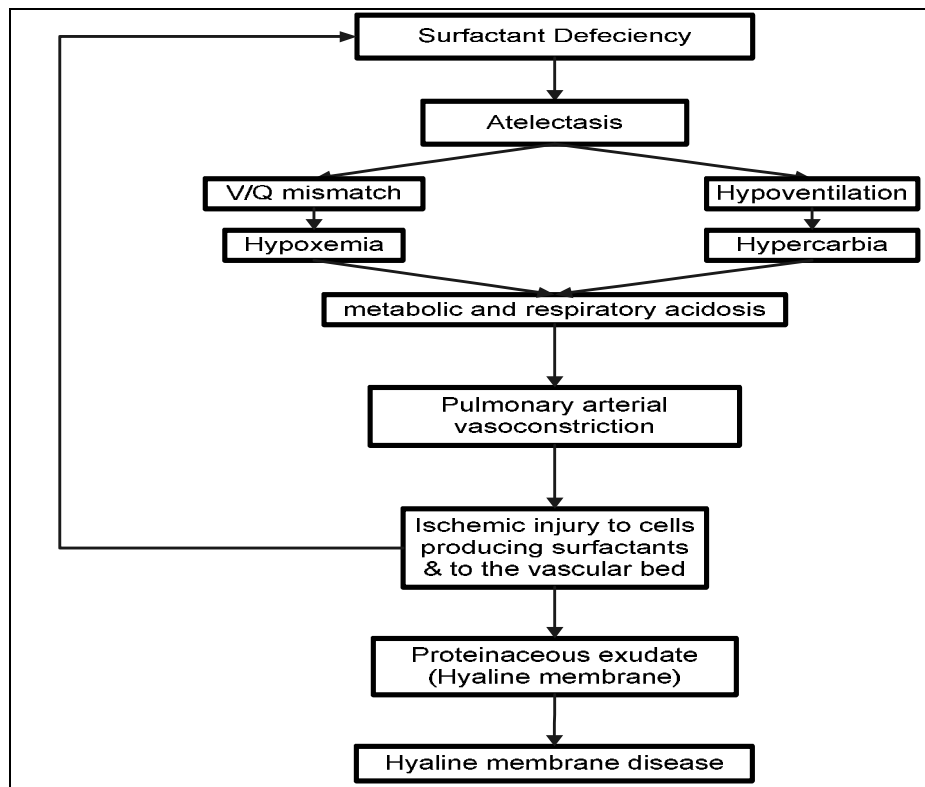 Surfactant Defeciency
Atelectasis
V/Q mismatch
Hypoventilation
Hypoxemia
Hypercarbia
metabolic and respiratory acidosis
Pulmonary arterial
vasoconstriction
Ischemic injury to cells
producing surfactants
& to the vascular bed
Proteinaceous exudate
(Hyaline membrane)
Hyaline membrane disease